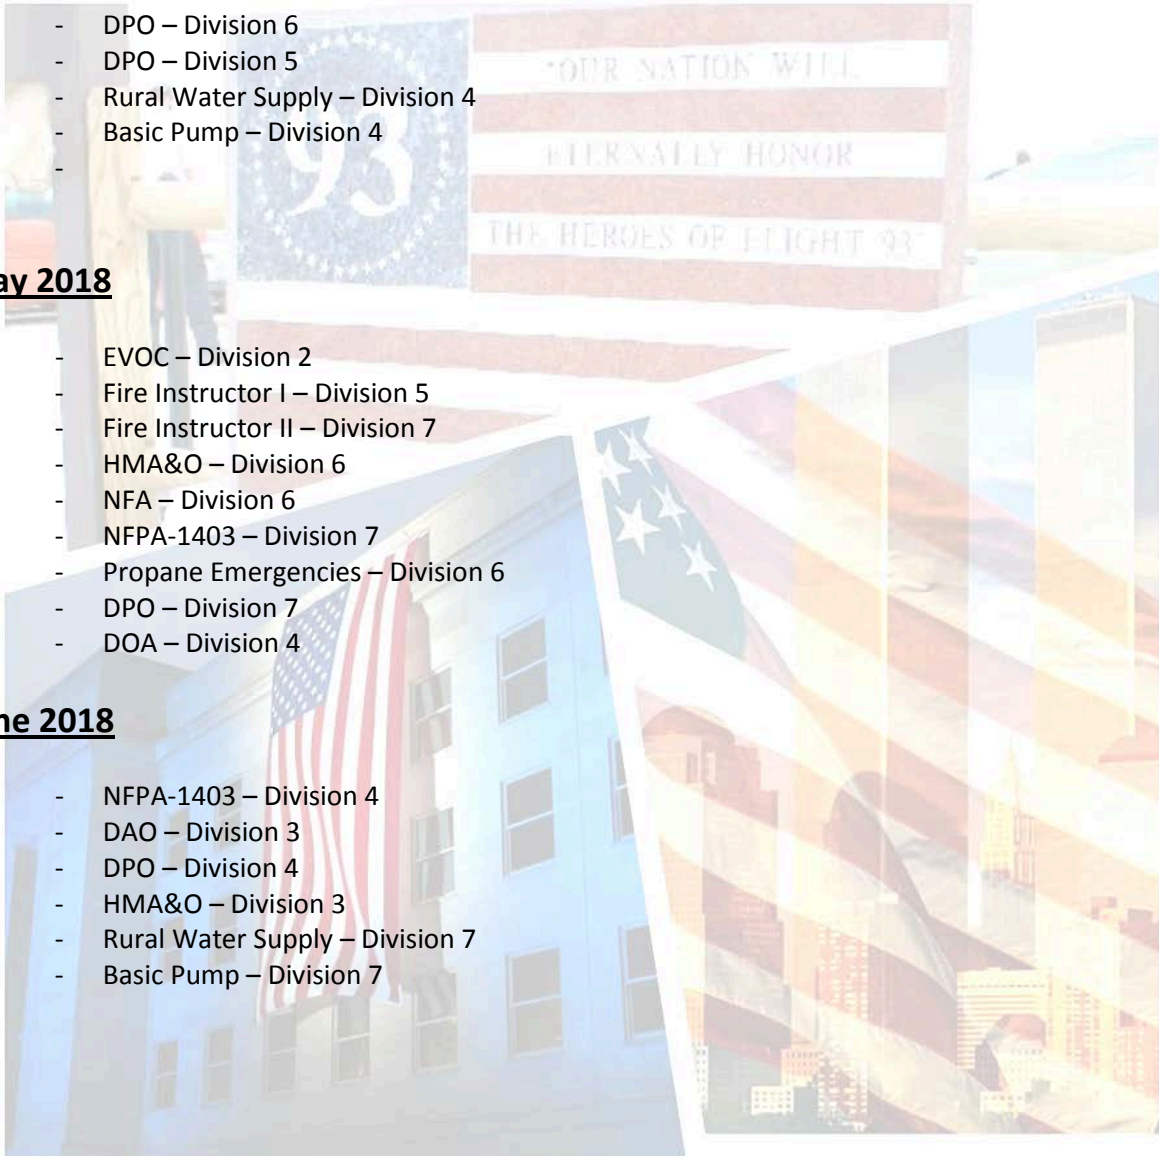 - DPO – Division 6
- DPO – Division 5
- Rural Water Supply – Division 4
- Basic Pump – Division 4
-
"OUR NATION WILL
ETERNALLY HONOR
THE HEROES OF FLIGHT 93"
93
ay 2018
- EVOC – Division 2
- Fire Instructor I – Division 5
- Fire Instructor II – Division 7
- HMA&O – Division 6
- NFA – Division 6
- NFPA-1403 – Division 7
- Propane Emergencies – Division 6
- DPO – Division 7
- DOA – Division 4
ne 2018
- NFPA-1403 – Division 4
- DAO – Division 3
- DPO – Division 4
- HMA&O – Division 3
- Rural Water Supply – Division 7
- Basic Pump – Division 7